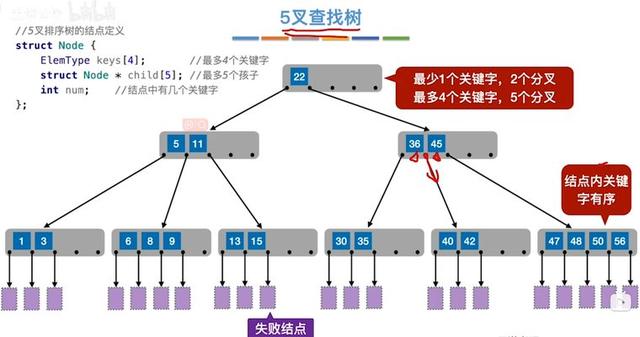 5叉查找树
//5叉排序树的结点定义
struct Node {
ElemType keys[4]; //最多4个关键字
struct Node * child[5]; //最多5个孩子
int num; //结点中有几个关键字
};
22
最少1个关键字，2个分叉
最多4个关键字，5个分叉
5 11
36 45
结点内关键
字有序
1 3
6 8 9
13 15
30 35
40 42
47 48 50 56
失败结点